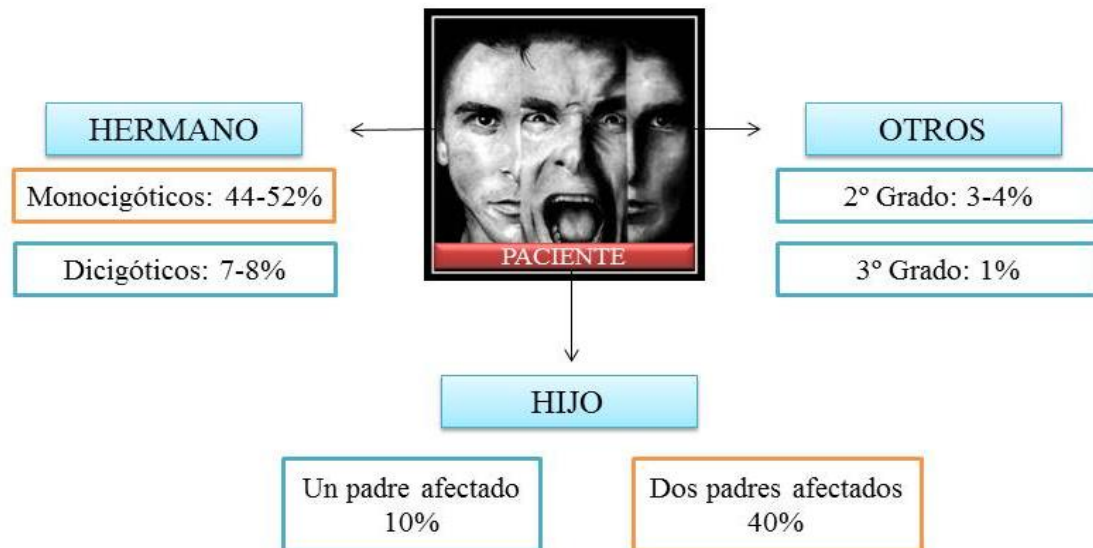 HERMANO
Monocigóticos: 44-52%
Dicigóticos: 7-8%
PACIENTE
OTROS
2º Grado: 3-4%
3º Grado: 1%
HIJO
Un padre afectado
10%
Dos padres afectados
40%